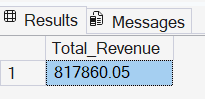 Results Messages
Total_Revenue
1 817860.05